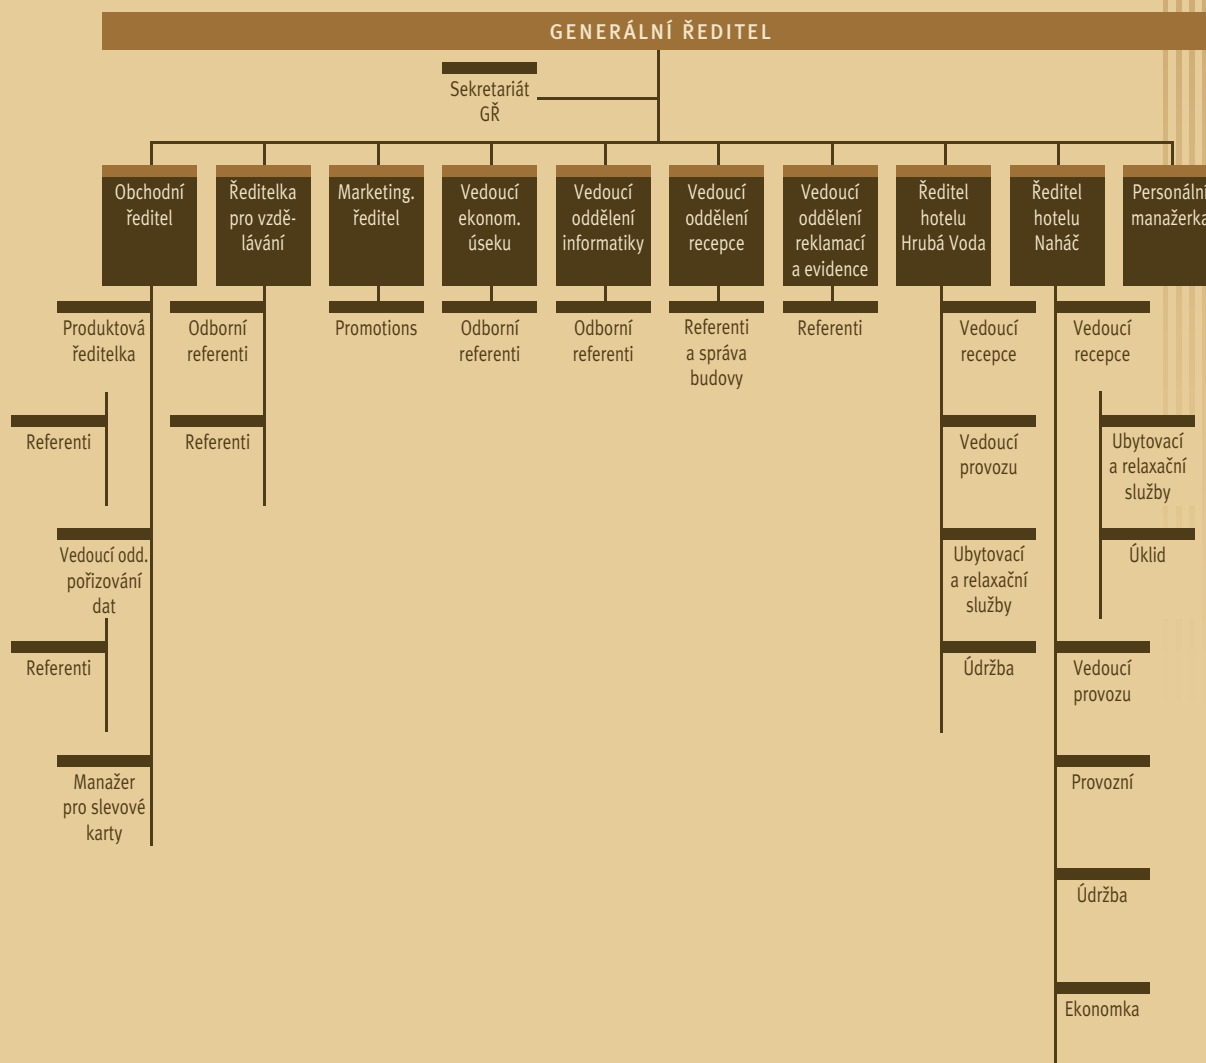 GENERÁLNÍ ŘEDITEL
Sekretariát
GŘ
Obchodní
ředitel
Ředitelka
pro vzdě-
lávání
Marketing.
ředitel
Vedoucí
ekonom.
úseku
Vedoucí
oddělení
informatiky
Vedoucí
oddělení
recepce
Vedoucí
oddělení
reklamací
a evidence
Ředitel
hotelu
Hrubá Voda
Ředitel
hotelu
Naháč
Personální
manažerka
Produktová
ředitelka
Odborní
referenti
Promotions
Odborní
referenti
Odborní
referenti
Referenti
a správa
budovy
Referenti
Vedoucí
recepce
Vedoucí
recepce
Referenti
Referenti
Vedoucí
provozu
Ubytovací
a relaxační
služby
Vedoucí odd.
pořizování
dat
Ubytovací
a relaxační
služby
Úklid
Referenti
Údržba
Vedoucí
provozu
Manažer
pro slevové
karty
Provozní
Údržba
Ekonomka